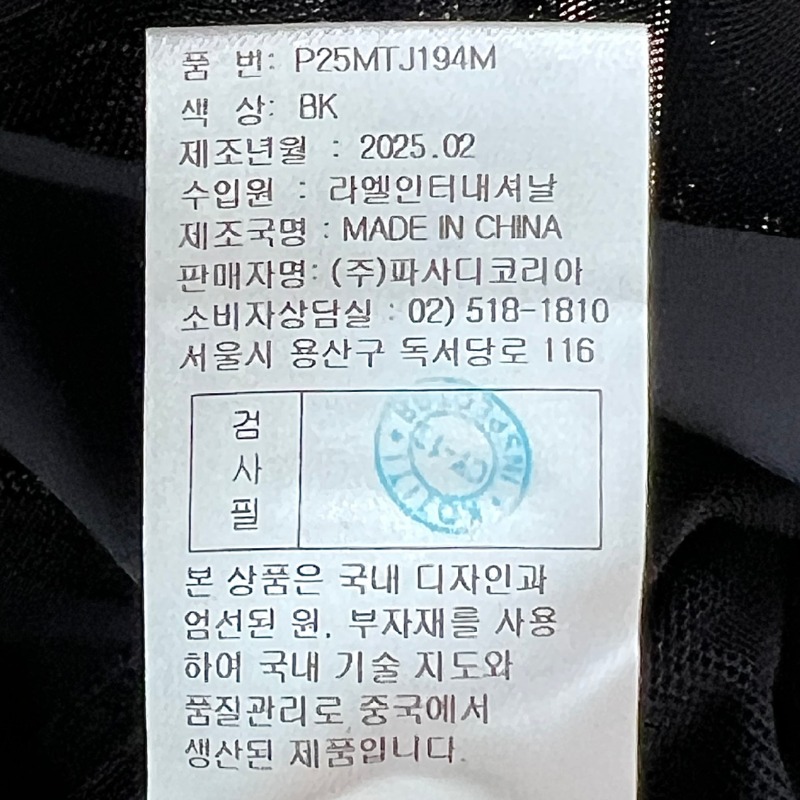 품 번: P25MTJ194M
색 상: BK
제조년월 : 2025.02
수입원 : 라엘인터내셔날
제조국명 : MADE IN CHINA
판매자명: (주)파사디코리아
소비자상담실 : 02) 518-1810
서울시 용산구 독서당로 116
검
사
필
INSPECTOR
본 상품은 국내 디자인과
엄선된 원, 부자재를 사용
하여 국내 기술 지도와
품질관리로 중국에서
생산된 제품입니다.